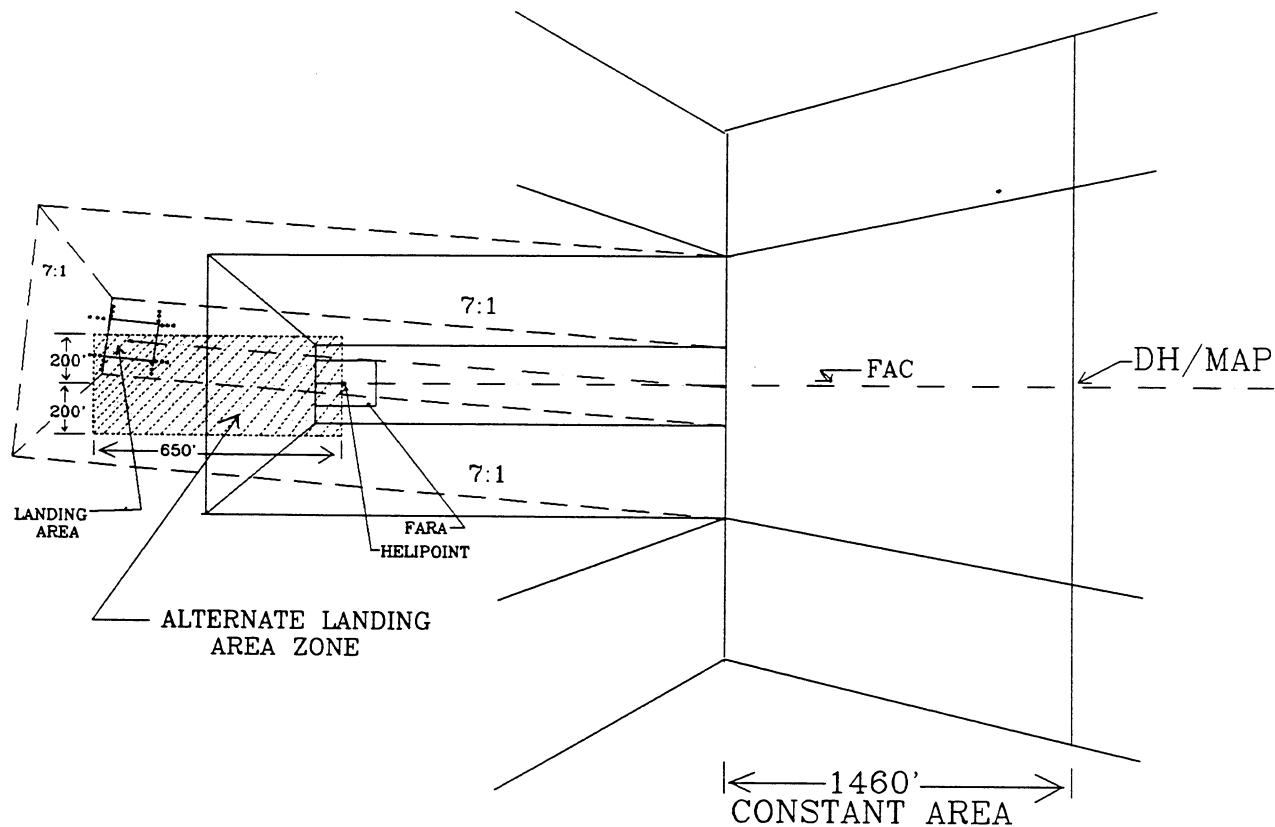 7:1
7:1
200'
200'
650'
7:1
FAC
DH/MAP
LANDING
AREA
FARA
HELIPOINT
ALTERNATE LANDING
AREA ZONE
1460'
CONSTANT AREA